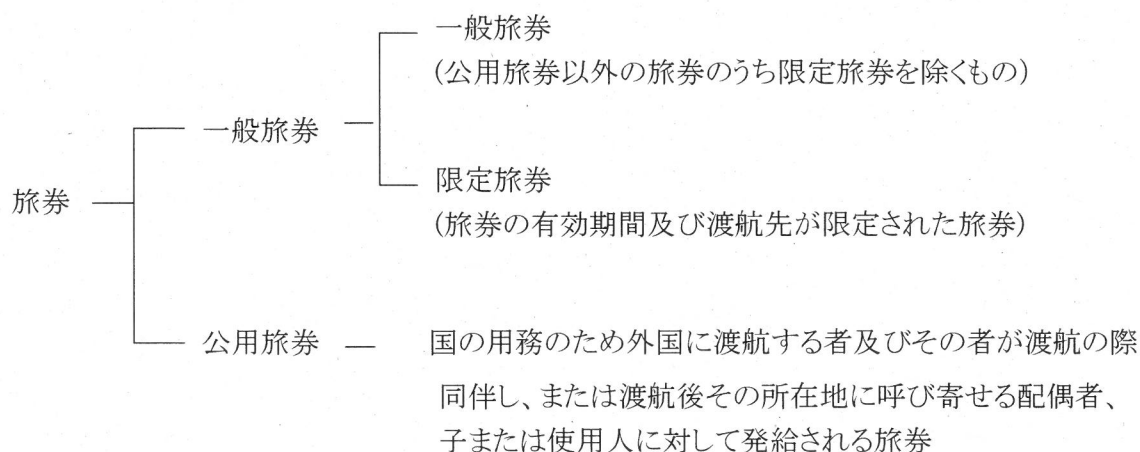 一般旅券
(公用旅券以外の旅券のうち限定旅券を除くもの)
一般旅券
限定旅券
旅券
(旅券の有効期間及び渡航先が限定された旅券)
公用旅券
国の用務のため外国に渡航する者及びその者が渡航の際
同伴し、または渡航後その所在地に呼び寄せる配偶者、
子または使用人に対して発給される旅券